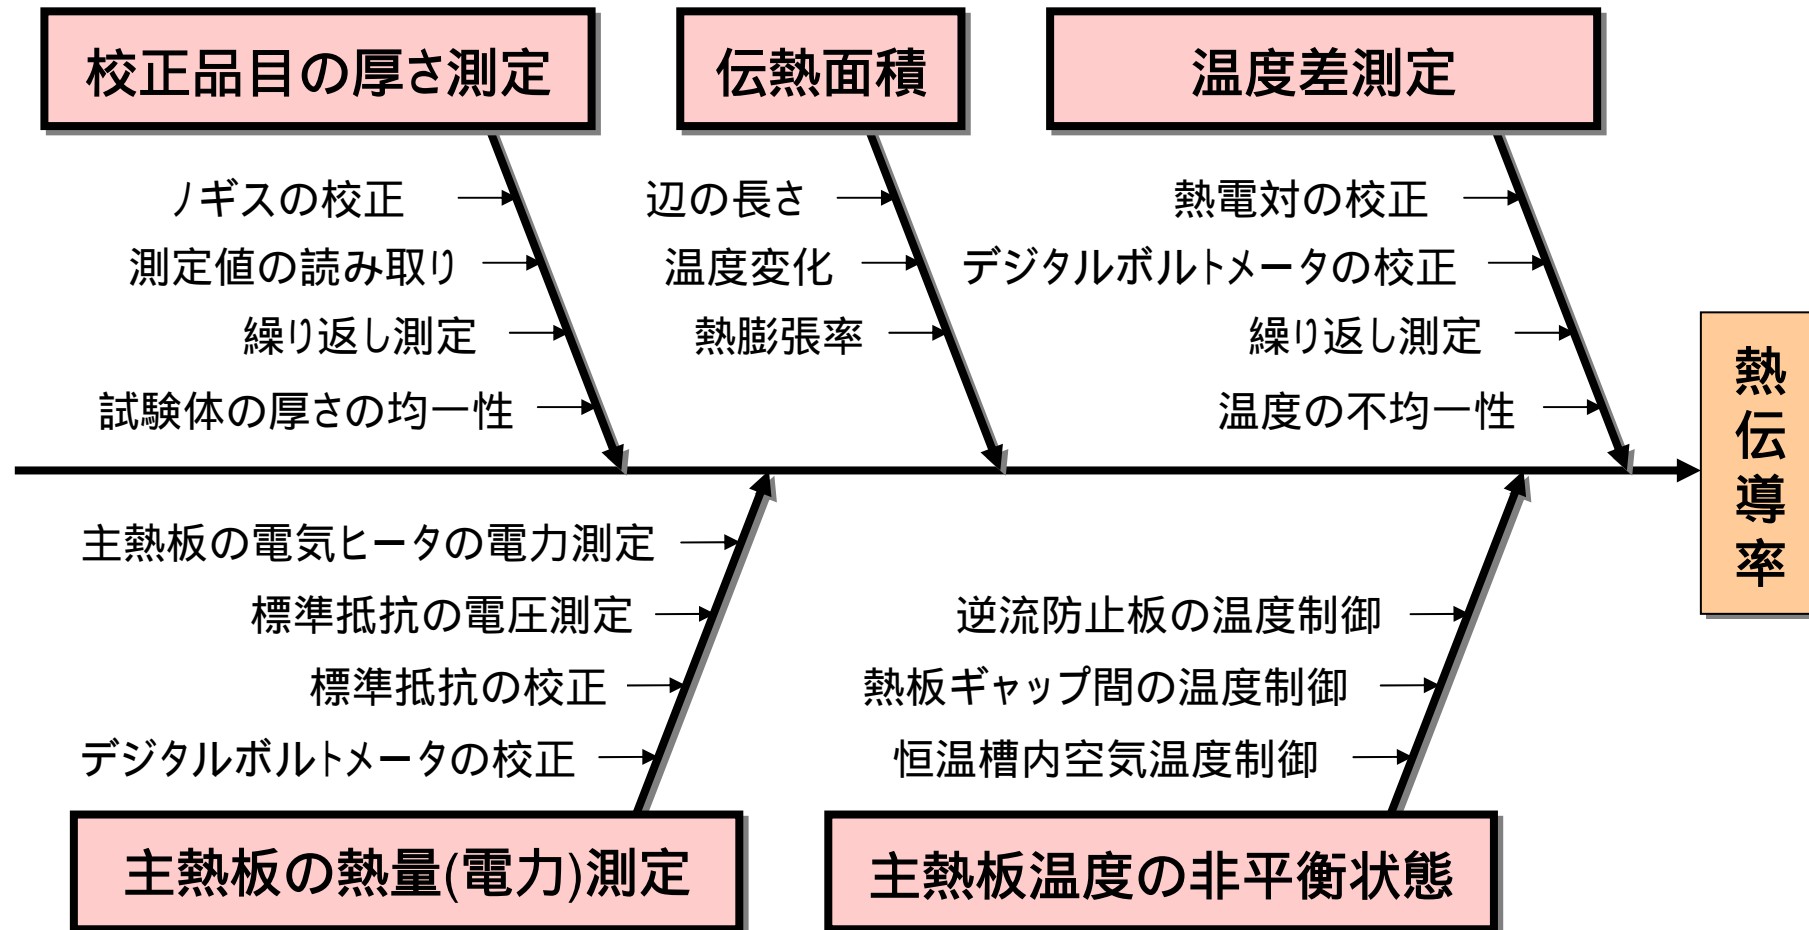 校正品目の厚さ測定
伝熱面積
温度差測定
ノギスの校正
測定値の読み取り
繰り返し測定
試験体の厚さの均一性
辺の長さ
温度変化
熱膨張率
熱電対の校正
デジタルボルトメータの校正
繰り返し測定
温度の不均一性
熱伝導率
主熱板の電気ヒータの電力測定
標準抵抗の電圧測定
標準抵抗の校正
デジタルボルトメータの校正
逆流防止板の温度制御
熱板ギャップ間の温度制御
恒温槽内空気温度制御
主熱板の熱量(電力)測定
主熱板温度の非平衡状態